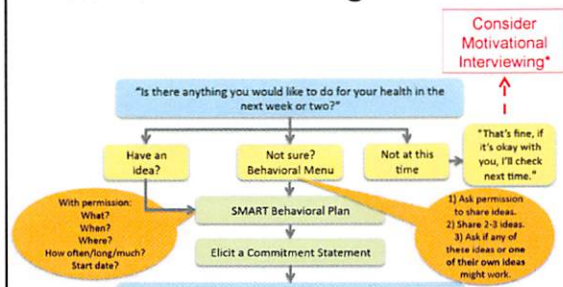 Consider
Motivational
Interviewing*
"Is there anything you would like to do for your health in the
next week or two?"
Have an
idea?
Not sure?
Behavioral Menu
Not at this
time
"That's fine, if
it's okay with
you, I'll check
next time."
With permission:
What?
When?
Where?
How often/long/much?
Start date?
SMART Behavioral Plan
1) Ask permission
to share ideas.
2) Share 2-3 ideas.
3) Ask if any of
these ideas or one
of their own ideas
might work.
Elicit a Commitment Statement